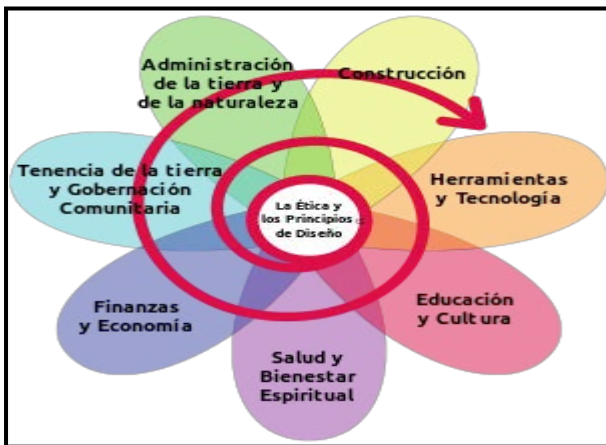 Administración
de la tierra y
de la naturaleza
Construcción
Herramientas
y Tecnología
Educación
y Cultura
Salud y
Bienestar
Espiritual
Finanzas
y Economía
Tenencia de la tierra
y Gobernación
Comunitaria
La Ética y
los Principios
de Diseño